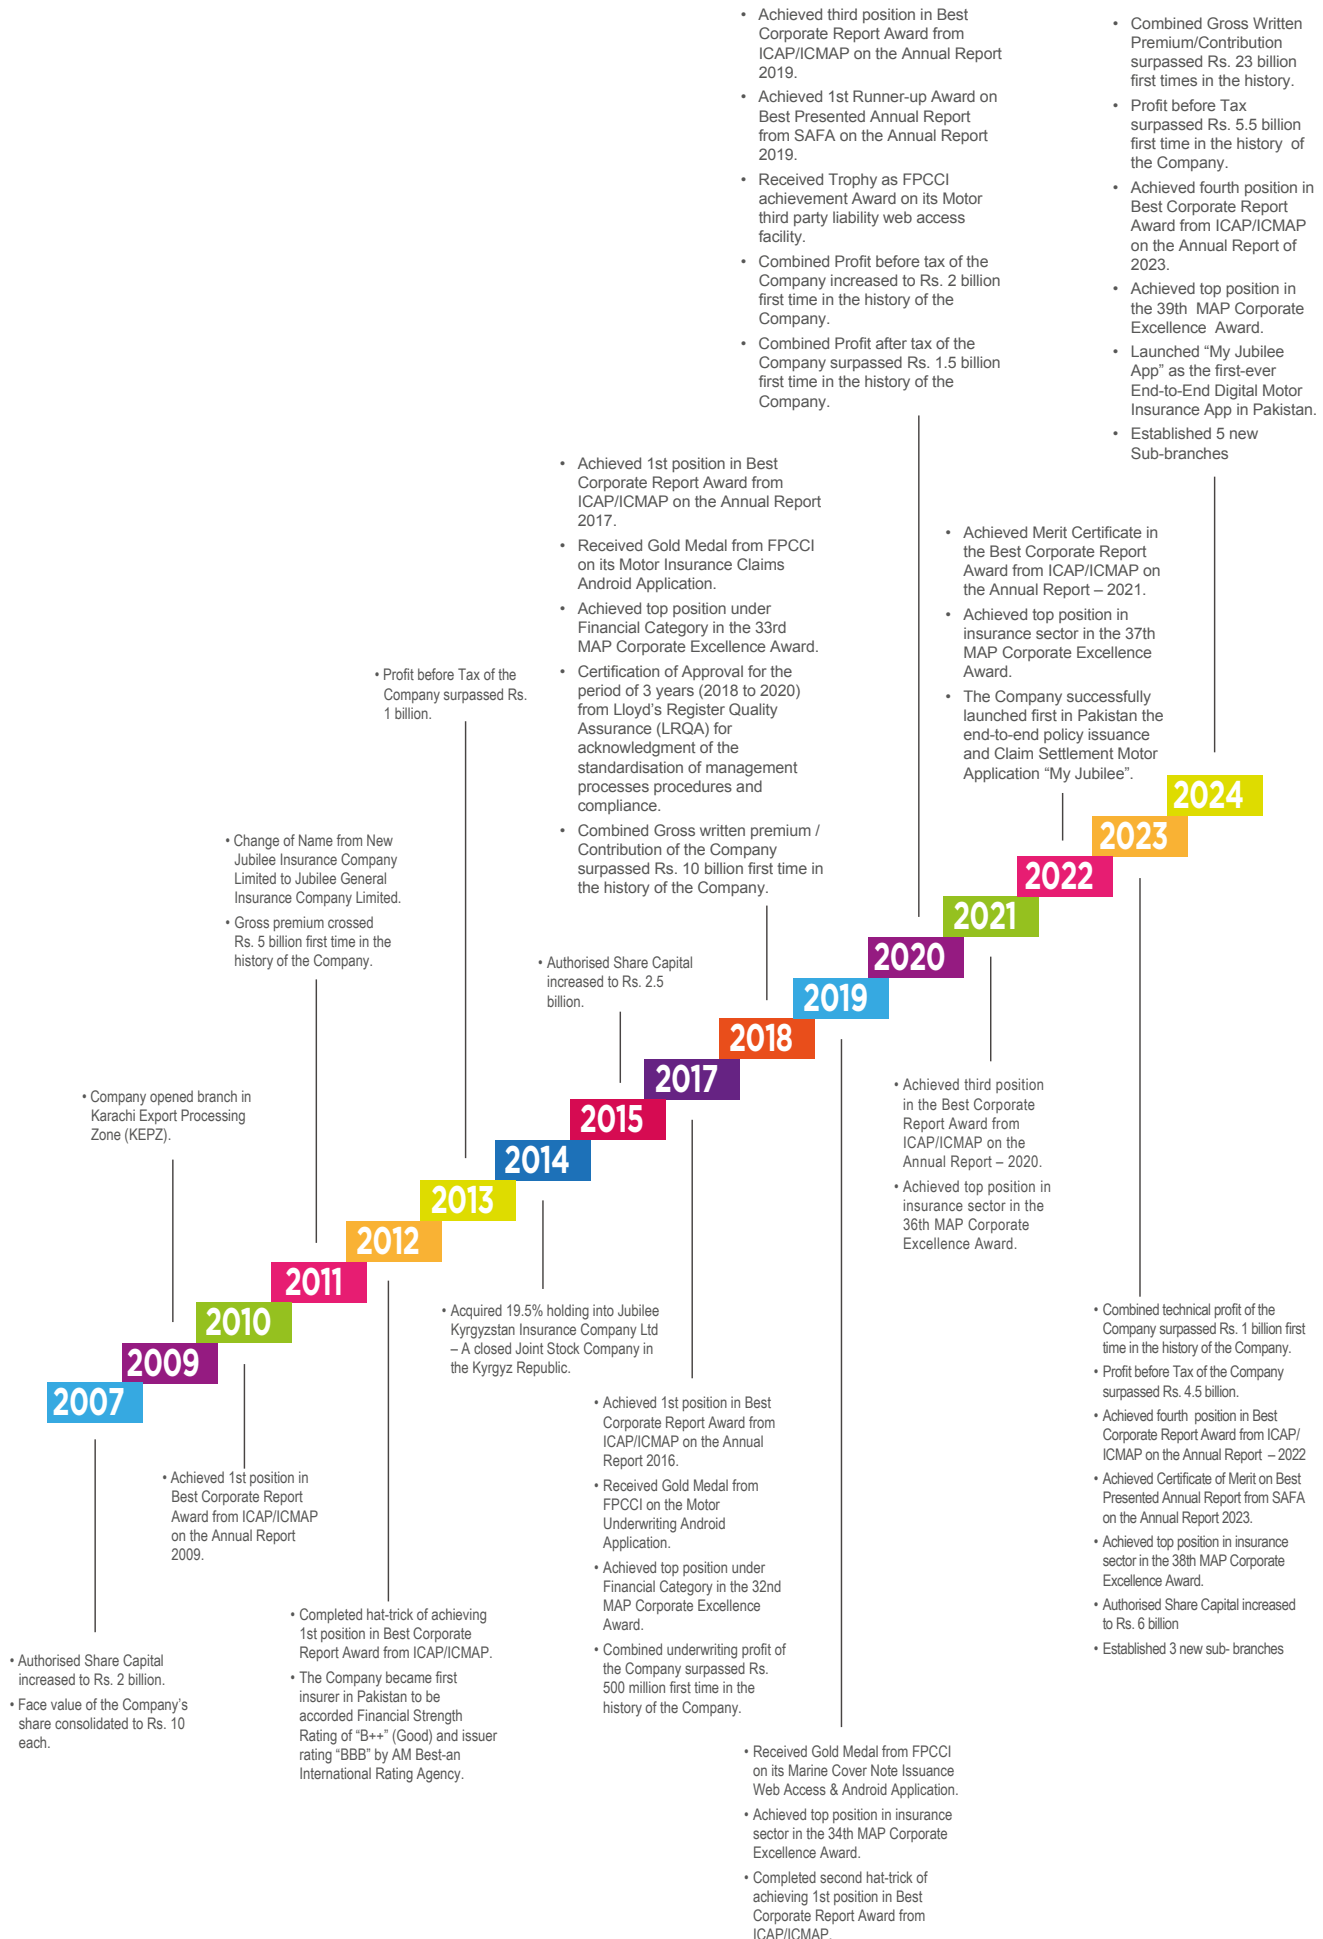 • Achieved third position in Best
Corporate Report Award from
ICAP/ICMAP on the Annual Report
2019.
• Achieved 1st Runner-up Award on
Best Presented Annual Report
from SAFA on the Annual Report
2019.
• Received Trophy as FPCCI
achievement Award on its Motor
third party liability web access
facility.
• Combined Profit before tax of the
Company increased to Rs. 2 billion
first time in the history of the
Company.
• Combined Profit after tax of the
Company surpassed Rs. 1.5 billion
first time in the history of the
Company.
• Combined Gross Written
Premium/Contribution
surpassed Rs. 23 billion
first times in the history.
• Profit before Tax
surpassed Rs. 5.5 billion
first time in the history of
the Company.
• Achieved fourth position in
Best Corporate Report
Award from ICAP/ICMAP
on the Annual Report of
2023.
• Achieved top position in
the 39th MAP Corporate
Excellence Award.
• Launched “My Jubilee
App” as the first-ever
End-to-End Digital Motor
Insurance App in Pakistan.
• Established 5 new
Sub-branches
• Achieved 1st position in Best
Corporate Report Award from
ICAP/ICMAP on the Annual Report
2017.
• Received Gold Medal from FPCCI
on its Motor Insurance Claims
Android Application.
• Achieved top position under
Financial Category in the 33rd
MAP Corporate Excellence Award.
• Certification of Approval for the
period of 3 years (2018 to 2020)
from Lloyd’s Register Quality
Assurance (LRQA) for
acknowledgment of the
standardisation of management
processes procedures and
compliance.
• Combined Gross written premium /
Contribution of the Company
surpassed Rs. 10 billion first time in
the history of the Company.
• Achieved Merit Certificate in
the Best Corporate Report
Award from ICAP/ICMAP on
the Annual Report – 2021.
• Achieved top position in
insurance sector in the 37th
MAP Corporate Excellence
Award.
• The Company successfully
launched first in Pakistan the
end-to-end policy issuance
and Claim Settlement Motor
Application “My Jubilee”.
• Profit before Tax of the
Company surpassed Rs.
1 billion.
• Change of Name from New
Jubilee Insurance Company
Limited to Jubilee General
Insurance Company Limited.
• Gross premium crossed
Rs. 5 billion first time in the
history of the Company.
• Authorised Share Capital
increased to Rs. 2.5
billion.
• Company opened branch in
Karachi Export Processing
Zone (KEPZ).
2024
2023
2022
2021
2020
2019
2018
2017
2015
2014
2013
2012
2011
2010
2009
2007
• Achieved third position
in the Best Corporate
Report Award from
ICAP/ICMAP on the
Annual Report – 2020.
• Achieved top position in
insurance sector in the
36th MAP Corporate
Excellence Award.
• Acquired 19.5% holding into Jubilee
Kyrgyzstan Insurance Company Ltd
– A closed Joint Stock Company in
the Kyrgyz Republic.
• Combined technical profit of the
Company surpassed Rs. 1 billion first
time in the history of the Company.
• Profit before Tax of the Company
surpassed Rs. 4.5 billion.
• Achieved fourth position in Best
Corporate Report Award from ICAP/
ICMAP on the Annual Report – 2022
• Achieved Certificate of Merit on Best
Presented Annual Report from SAFA
on the Annual Report 2023.
• Achieved top position in insurance
sector in the 38th MAP Corporate
Excellence Award.
• Authorised Share Capital increased
to Rs. 6 billion
• Established 3 new sub- branches
• Achieved 1st position in Best
Corporate Report Award from
ICAP/ICMAP on the Annual
Report 2016.
• Received Gold Medal from
FPCCI on the Motor
Underwriting Android
Application.
• Achieved top position under
Financial Category in the 32nd
MAP Corporate Excellence
Award.
• Combined underwriting profit of
the Company surpassed Rs.
500 million first time in the
history of the Company.
• Achieved 1st position in
Best Corporate Report
Award from ICAP/ICMAP
on the Annual Report
2009.
• Completed hat-trick of achieving
1st position in Best Corporate
Report Award from ICAP/ICMAP.
• The Company became first
insurer in Pakistan to be
accorded Financial Strength
Rating of “B++” (Good) and issuer
rating “BBB” by AM Best-an
International Rating Agency.
• Authorised Share Capital
increased to Rs. 2 billion.
• Face value of the Company’s
share consolidated to Rs. 10
each.
• Received Gold Medal from FPCCI
on its Marine Cover Note Issuance
Web Access & Android Application.
• Achieved top position in insurance
sector in the 34th MAP Corporate
Excellence Award.
• Completed second hat-trick of
achieving 1st position in Best
Corporate Report Award from
ICAP/ICMAP.